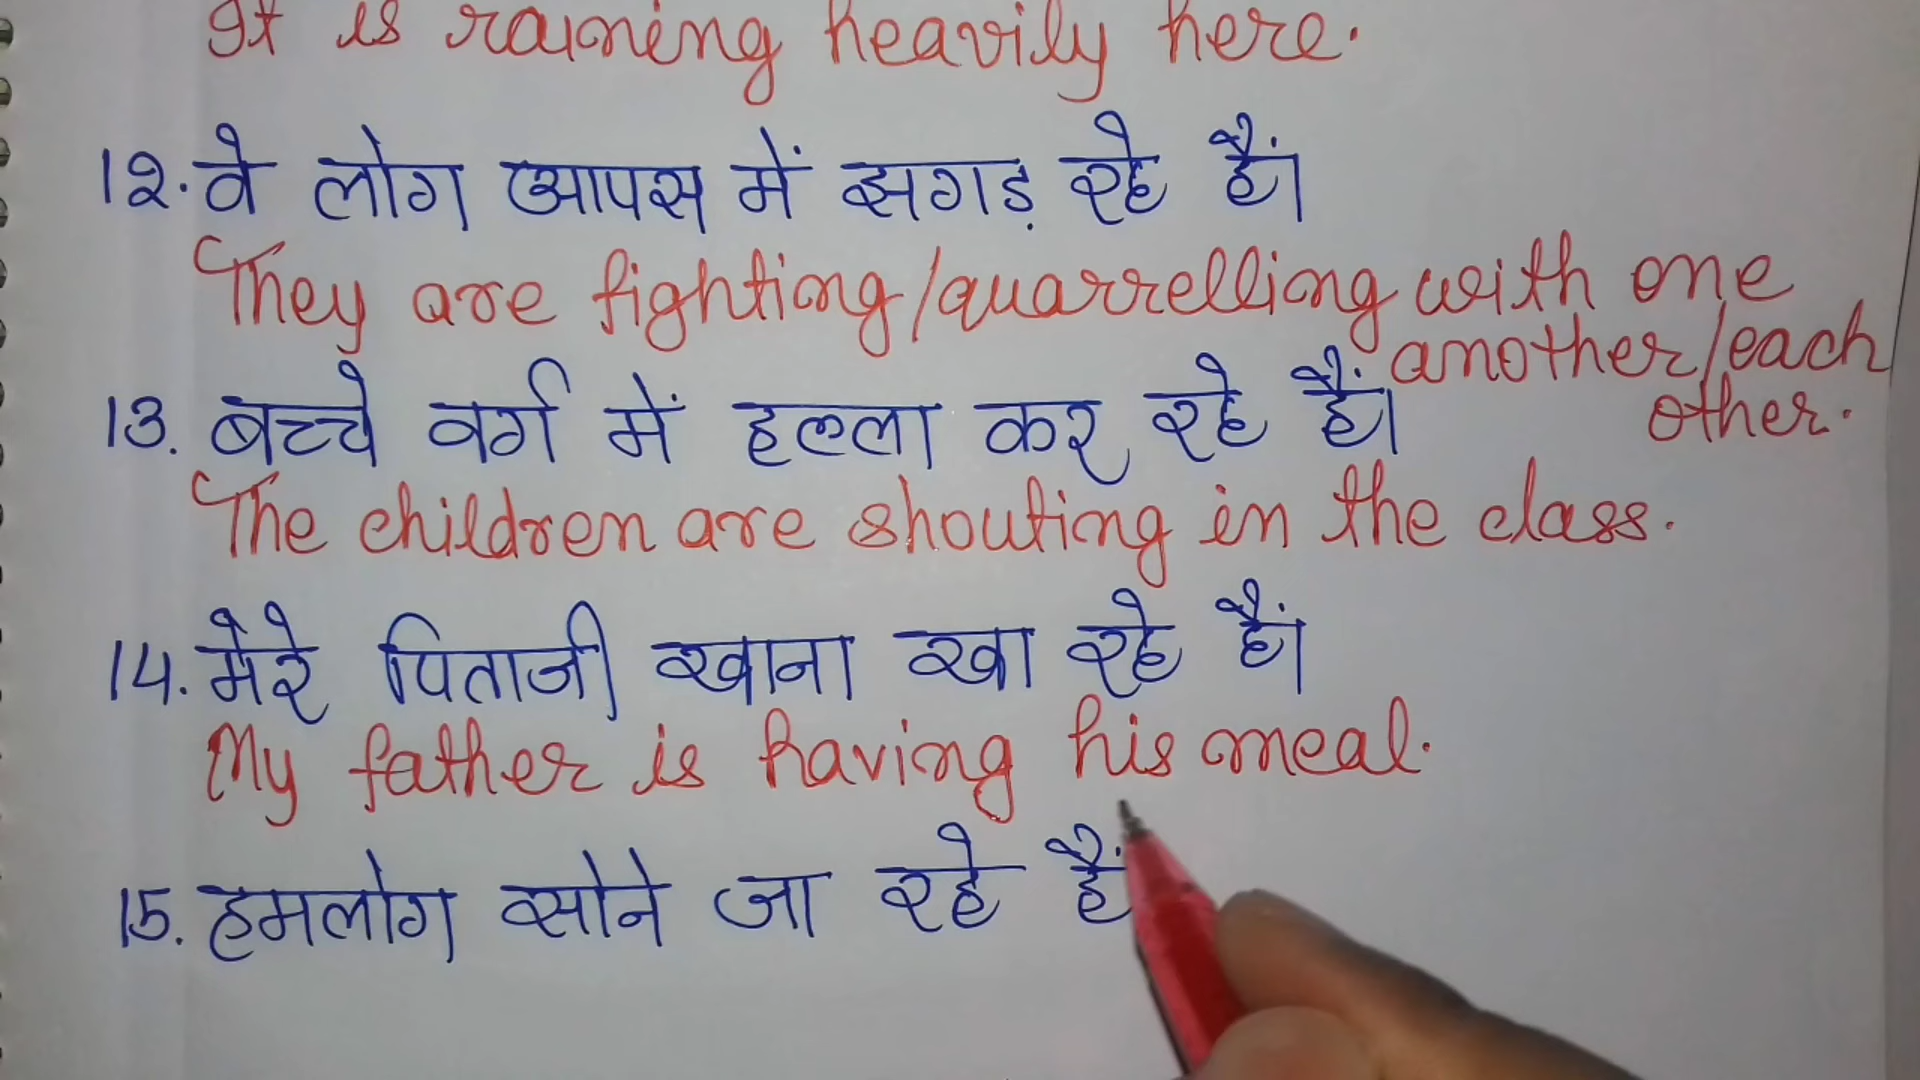 It is raining heavily here.
12. वे लोग आपस में झगड़ रहे हैं।
They are fighting/quarrelling with one
another/each
other.
13. बच्चे वर्ग में हल्ला कर रहे हैं।
The children are shouting in the class.
14. मेरे पिताजी खाना खा रहे हैं।
My father is having his meal.
15. हमलोग सोने जा रहे हैं